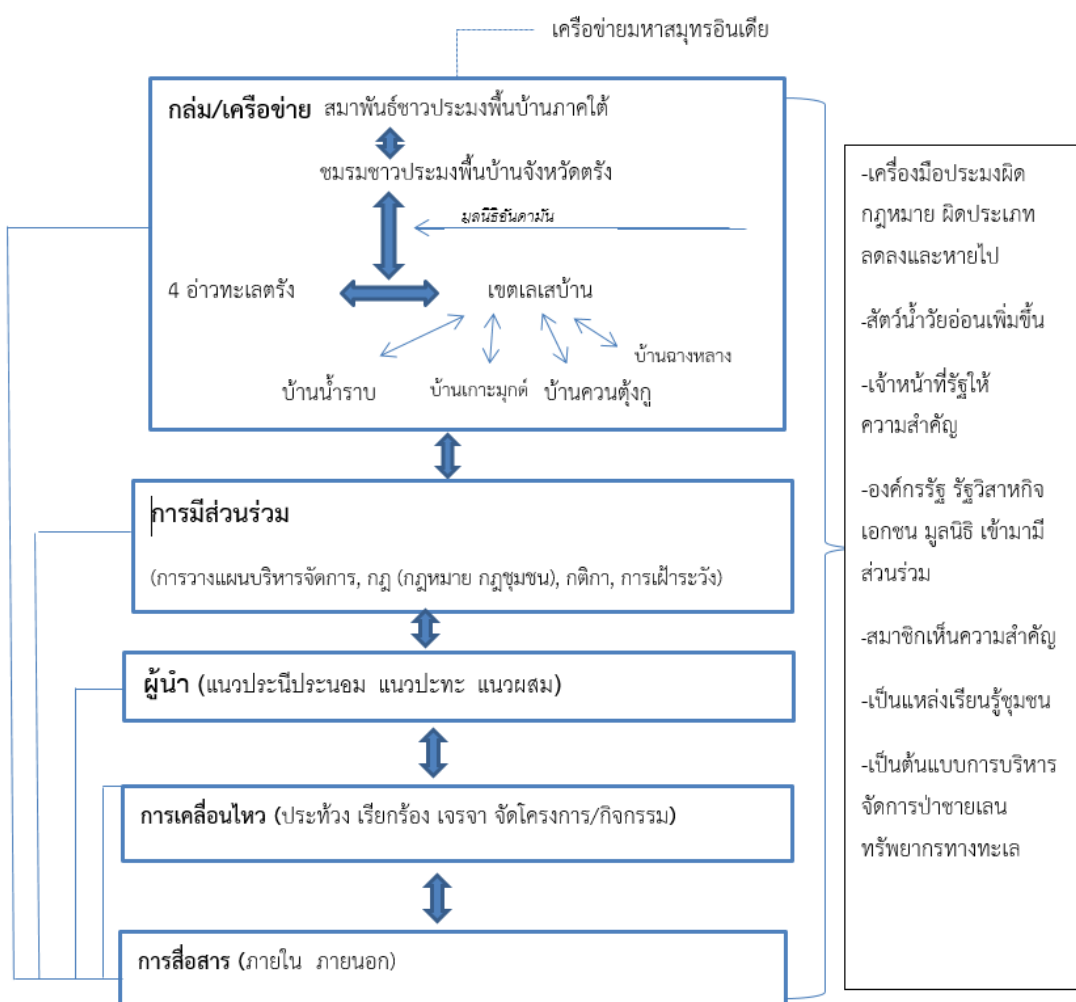 เครือข่ายมหาสมุทรอินเดีย
กลุ่ม/เครือข่าย สมาพันธ์ชาวประมงพื้นบ้านภาคใต้
ชมรมชาวประมงพื้นบ้านจังหวัดตรัง
มูลนิธิอันดามัน
4 อ่าวทะเลตรัง
เขตเลเสบ้าน
บ้านฉางหลาง
บ้านน้ำราบ
บ้านเกาะมุกต์
บ้านควนตุ้งกู
การมีส่วนร่วม
(การวางแผนบริหารจัดการ, กฎ (กฎหมาย กฎชุมชน), กติกา, การเฝ้าระวัง)
ผู้นำ (แนวประนีประนอม แนวปะทะ แนวผสม)
การเคลื่อนไหว (ประท้วง เรียกร้อง เจรจา จัดโครงการ/กิจกรรม)
การสื่อสาร (ภายใน ภายนอก)
-เครื่องมือประมงผิด
กฎหมาย ผิดประเภท
ลดลงและหายไป
-สัตว์น้ำวัยอ่อนเพิ่มขึ้น
-เจ้าหน้าที่รัฐให้
ความสำคัญ
-องค์กรรัฐ รัฐวิสาหกิจ
เอกชน มูลนิธิ เข้ามามี
ส่วนร่วม
-สมาชิกเห็นความสำคัญ
-เป็นแหล่งเรียนรู้ชุมชน
-เป็นต้นแบบการบริหาร
จัดการป่าชายเลน
ทรัพยากรทางทะเล